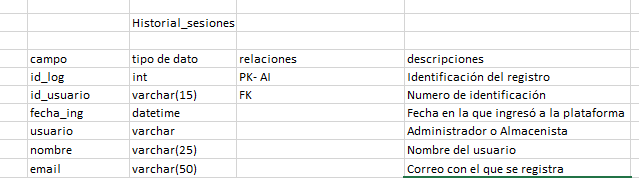 Historial_sesiones
campo tipo de dato relaciones descripciones
id_log int PK- AI Identificación del registro
id_usuario varchar(15) FK Numero de identificación
fecha_ing datetime Fecha en la que ingresó a la plataforma
usuario varchar Administrador o Almacenista
nombre varchar(25) Nombre del usuario
email varchar(50) Correo con el que se registra